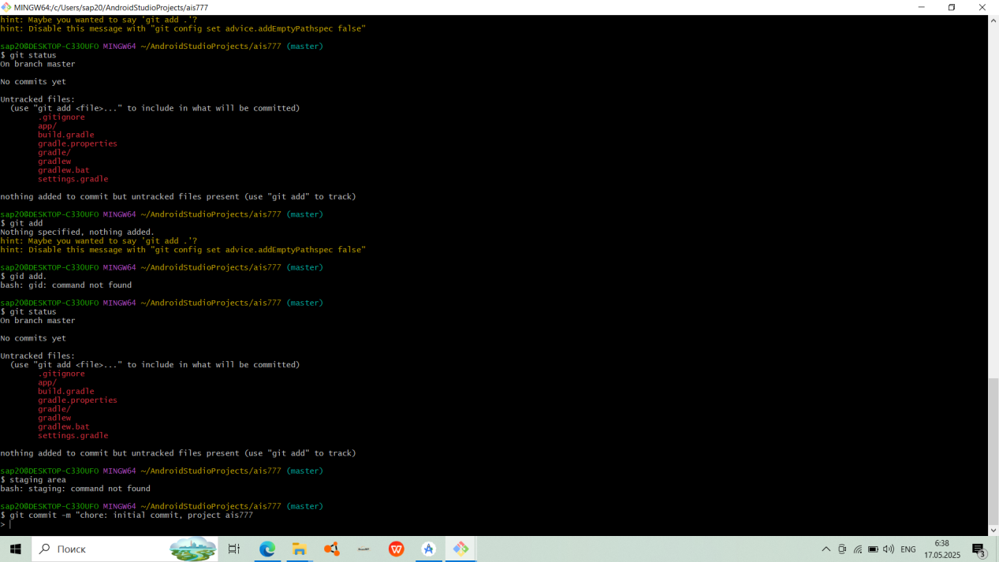 MINGW64:/c/Users/sap20/AndroidStudioProjects/ais777
hint: Maybe you wanted to say 'git add .'?
hint: Disable this message with "git config set advice.addEmptyPathspec false"
sap20@DESKTOP-C33OUFO MINGW64 ~/AndroidStudioProjects/ais777 (master)
$ git status
On branch master
No commits yet
Untracked files:
(use "git add <file>..." to include in what will be committed)
.gitignore
app/
build.gradle
gradle.properties
gradle/
gradlew
gradlew.bat
settings.gradle
nothing added to commit but untracked files present (use "git add" to track)
sap20@DESKTOP-C33OUFO MINGW64 ~/AndroidStudioProjects/ais777 (master)
$ git add
Nothing specified, nothing added.
hint: Maybe you wanted to say 'git add .'?
hint: Disable this message with "git config set advice.addEmptyPathspec false"
sap20@DESKTOP-C33OUFO MINGW64 ~/AndroidStudioProjects/ais777 (master)
$ gid add.
bash: gid: command not found
sap20@DESKTOP-C33OUFO MINGW64 ~/AndroidStudioProjects/ais777 (master)
$ git status
On branch master
No commits yet
Untracked files:
(use "git add <file>..." to include in what will be committed)
.gitignore
app/
build.gradle
gradle.properties
gradle/
gradlew
gradlew.bat
settings.gradle
nothing added to commit but untracked files present (use "git add" to track)
sap20@DESKTOP-C33OUFO MINGW64 ~/AndroidStudioProjects/ais777 (master)
$ staging area
bash: staging: command not found
sap20@DESKTOP-C33OUFO MINGW64 ~/AndroidStudioProjects/ais777 (master)
$ git commit -m "chore: initial commit, project ais777
>
Поиск
ENG
6:38
17.05.2025
3